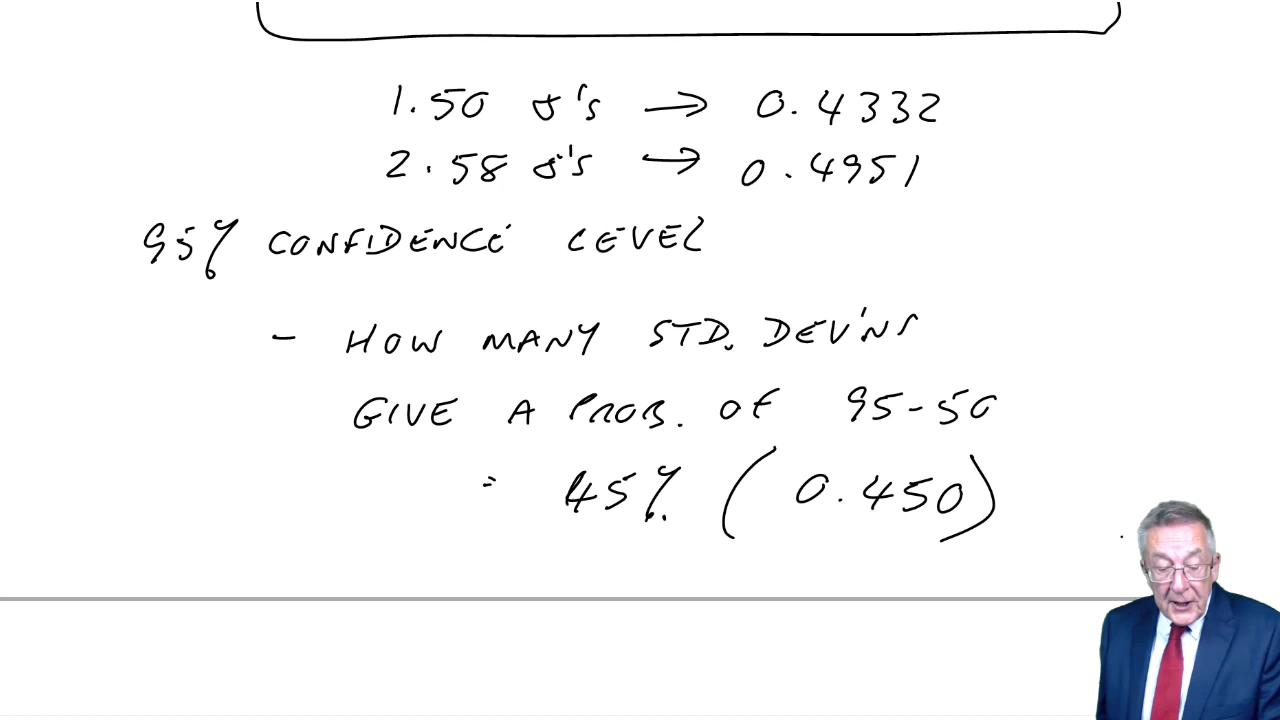 1.50 σ's → 0.4332
2.58 σ's → 0.4951
95% CONFIDENCE LEVEL
- HOW MANY STD. DEV'NS
GIVE A PROB. OF 95-50
= 45% (0.450)